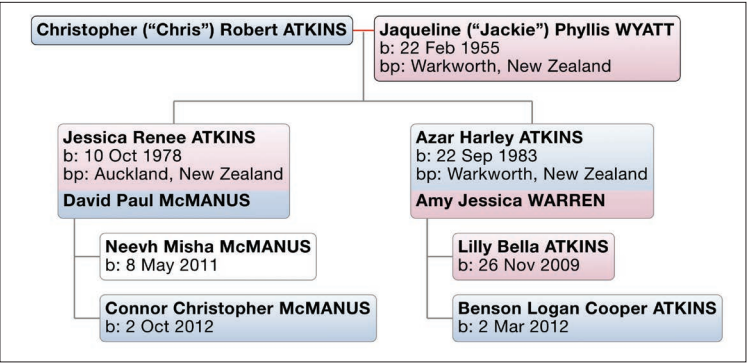 Christopher (“Chris”) Robert ATKINS
Jaqueline (“Jackie”) Phyllis WYATT
b: 22 Feb 1955
bp: Warkworth, New Zealand
Jessica Renee ATKINS
b: 10 Oct 1978
bp: Auckland, New Zealand
David Paul McMANUS
Azar Harley ATKINS
b: 22 Sep 1983
bp: Warkworth, New Zealand
Amy Jessica WARREN
Neevh Misha McMANUS
b: 8 May 2011
Connor Christopher McMANUS
b: 2 Oct 2012
Lilly Bella ATKINS
b: 26 Nov 2009
Benson Logan Cooper ATKINS
b: 2 Mar 2012